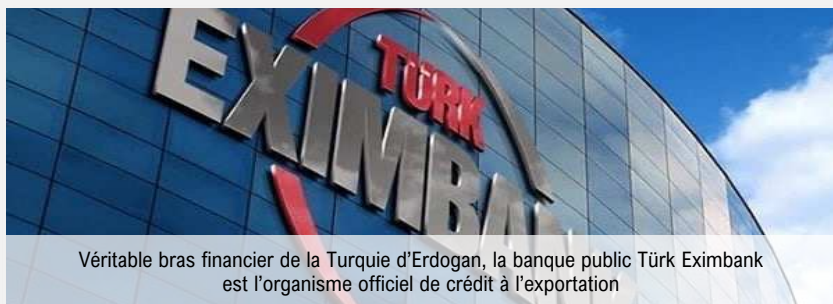 TÜRK
EXIMBANK
Véritable bras financier de la Turquie d'Erdogan, la banque public Türk Eximbank
est l'organisme officiel de crédit à l'exportation